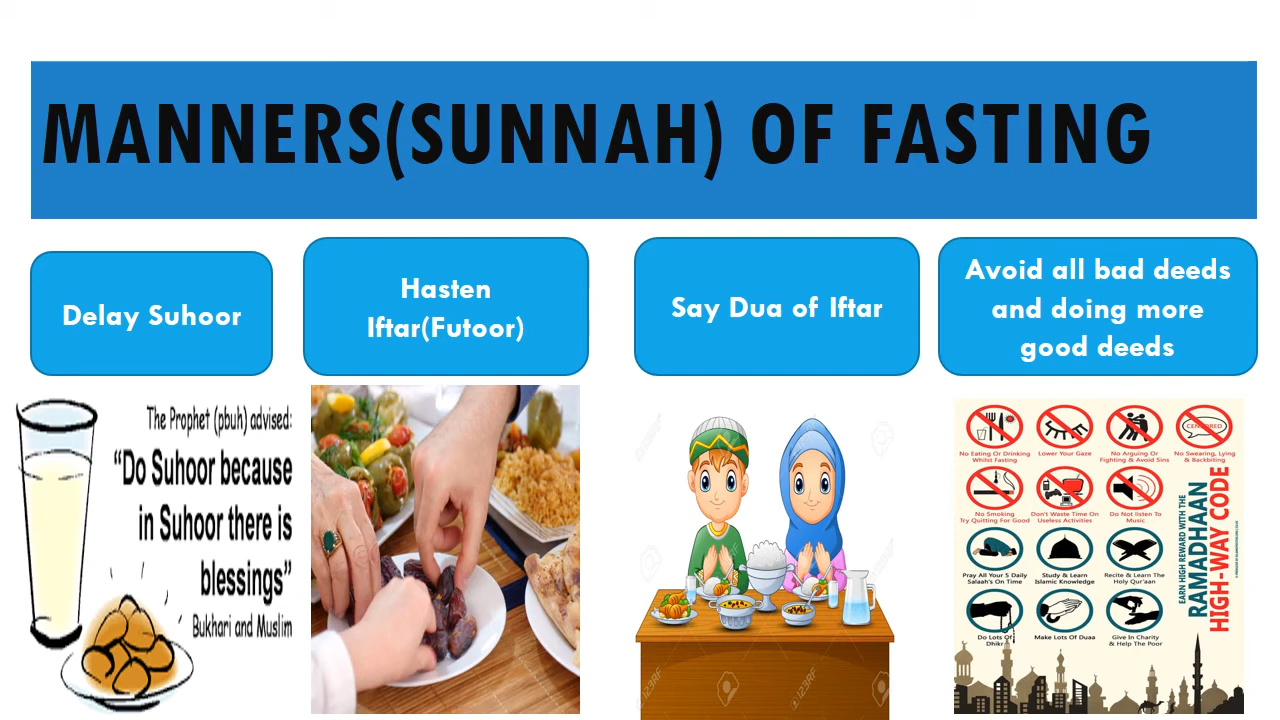 MANNERS(SUNNAH) OF FASTING
Delay Suhoor
Hasten
Iftar(Futoor)
Say Dua of Iftar
Avoid all bad deeds
and doing more
good deeds
The Prophet (pbuh) advised:
“Do Suhoor because
in Suhoor there is
blessings”
Bukhari and Muslim
123RF
123RF
123RF
123RF
No Eating Or Drinking
Whilst Fasting
Lower Your Gaze
No Arguing Or
Fighting & Avoid Sins
CENSORED
No Swearing, Lying
& Backbiting
No Smoking
Try Quitting For Good
Don't Waste Time On
Useless Activities
Do Not listen To
Music
Pray All Your 5 Daily
Salaah's On Time
Study & Learn
Islamic Knowledge
Recite & Learn The
Holy Qur'aan
Do Lots Of
Dhikr
Make Lots Of Duaa
Give In Charity
& Help The Poor
EARN HIGH REWARD WITH THE
RAMADHAAN
HIGH-WAY CODE